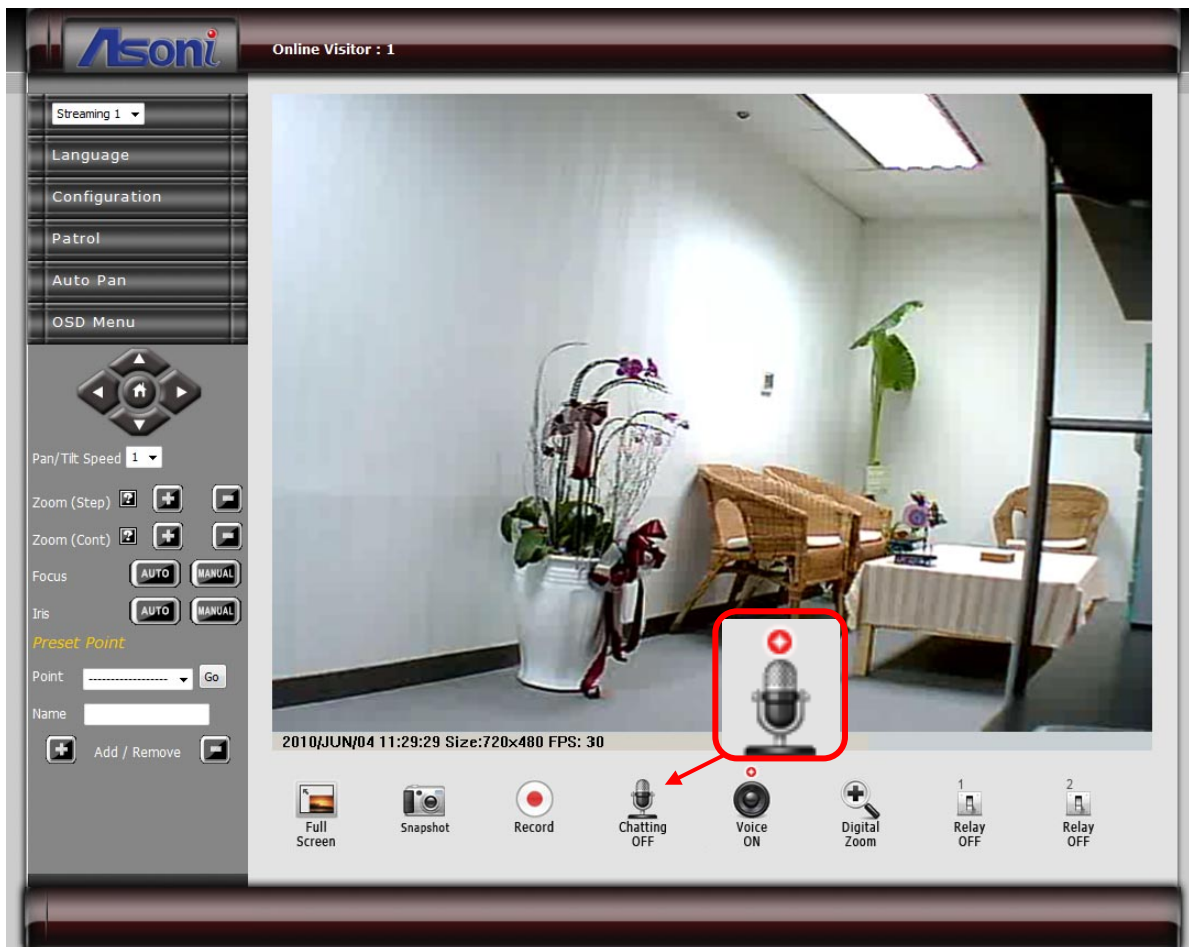 Asoni
Online Visitor : 1
Streaming 1
Language
Configuration
Patrol
Auto Pan
OSD Menu
Pan/Tilt Speed 1
Zoom (Step) ?
Zoom (Cont) ?
Focus AUTO MANUAL
Iris AUTO MANUAL
Preset Point
Point ------------------ Go
Name
Add / Remove
2010/JUN/04 11:29:29 Size:720x480 FPS: 30
Full
Screen
Snapshot
Record
Chatting
OFF
Voice
ON
Digital
Zoom
1
Relay
OFF
2
Relay
OFF